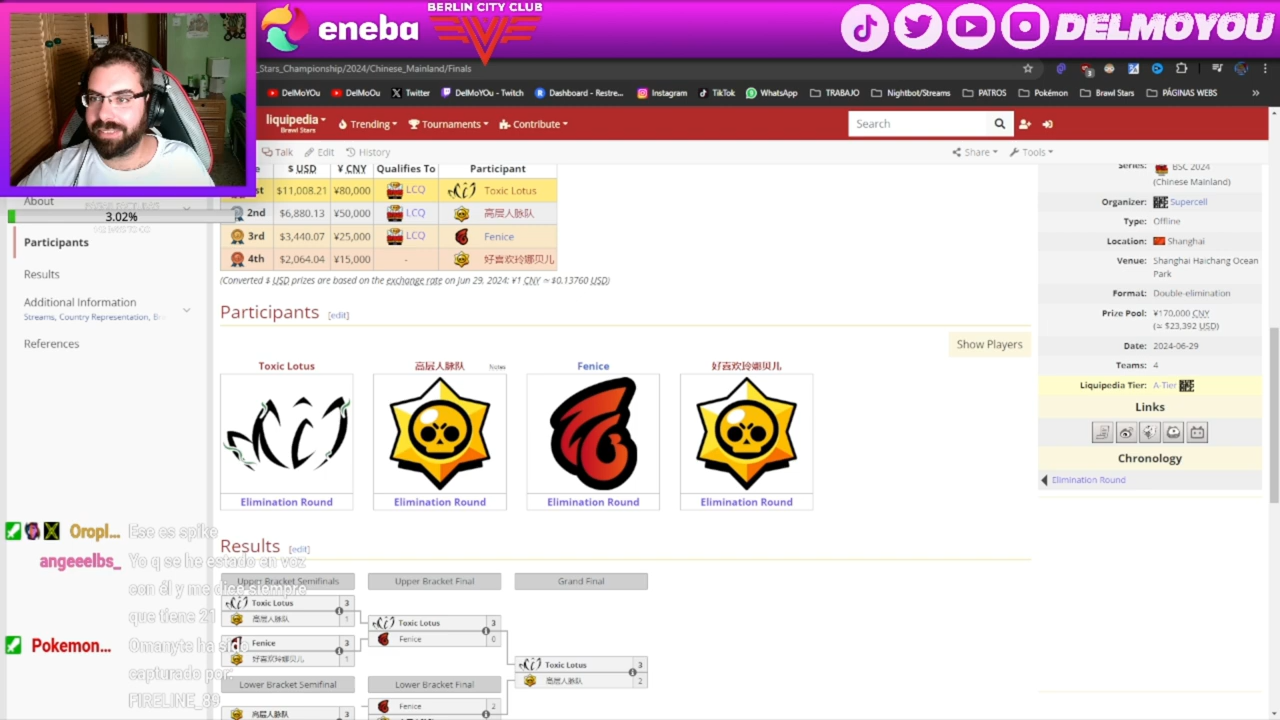 eneba
BERLIN CITY CLUB
DELMOYOU
_Stars_Championship/2024/Chinese_Mainland/Finals
DelMoYou
DelMoOu
Twitter
DelMoYOu - Twitch
Dashboard - Restre...
Instagram
TikTok
WhatsApp
TRABAJO
Nightbot/Streams
PATROS
Pokémon
Brawl Stars
PÁGINAS WEBS
»
liquipedia
Brawl Stars
Trending
Tournaments
Contribute
Search
Talk
Edit
History
Share
Tools
About
3.02%
Participants
Results
Additional Information
Streams, Country Representation,
References
$ USD ¥ CNY Qualifies To Participant
$11,008.21 ¥80,000 LCQ Toxic Lotus
2nd $6,880.13 ¥50,000 LCQ 高层人脉队
3rd $3,440.07 ¥25,000 LCQ Fenice
4th $2,064.04 ¥15,000 - 好喜欢玲娜贝儿
(Converted $ USD prizes are based on the exchange rate on Jun 29, 2024: ¥1 CNY ≃ $0.13760 USD)
Participants [edit]
Show Players
Toxic Lotus
高层人脉队
Notes
Fenice
好喜欢玲娜贝儿
Elimination Round
Elimination Round
Elimination Round
Elimination Round
Results [edit]
Upper Bracket Semifinals
Upper Bracket Final
Grand Final
Toxic Lotus 3
高层人脉队 1
Fenice 3
好喜欢玲娜贝儿 1
Toxic Lotus 3
Fenice 0
Toxic Lotus 3
高层人脉队 2
Lower Bracket Semifinal
Lower Bracket Final
高层人脉队 3
Fenice 2
Series: BSC 2024
(Chinese Mainland)
Organizer: Supercell
Type: Offline
Location: Shanghai
Venue: Shanghai Haichang Ocean
Park
Format: Double-elimination
Prize Pool: ¥170,000 CNY
(≃ $23,392 USD)
Date: 2024-06-29
Teams: 4
Liquipedia Tier: A-Tier
Links
Chronology
Elimination Round
Oropl... Ese es spike
angeeelbs_ Yo q se he estado en voz
con él y me dice siempre
que tiene 21
Pokemon... Omanyte ha sido
capturado por:
FIRELINE_89